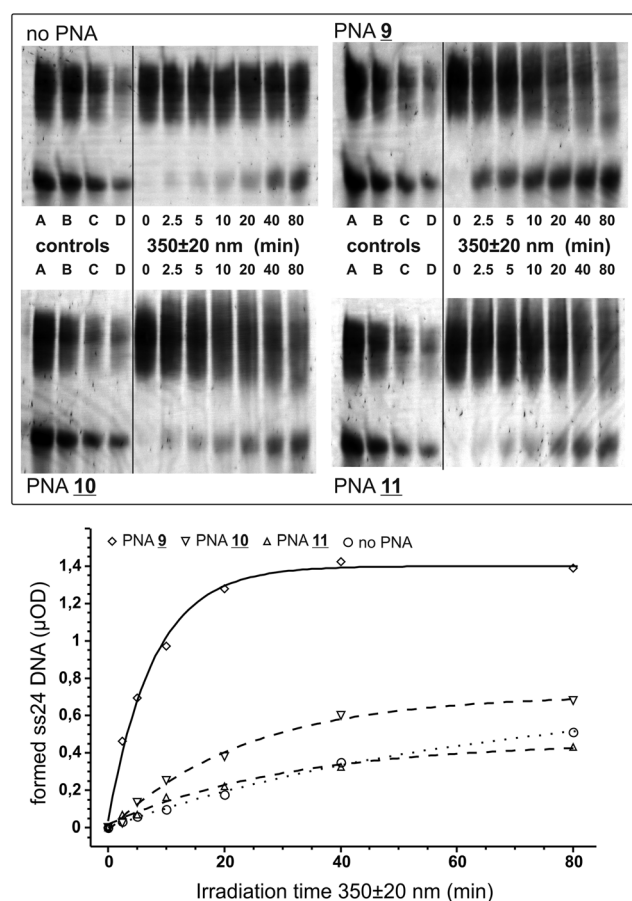 no PNA PNA 9
A B C D 0 2.5 5 10 20 40 80 A B C D 0 2.5 5 10 20 40 80
controls 350±20 nm (min) controls 350±20 nm (min)
A B C D 0 2.5 5 10 20 40 80 A B C D 0 2.5 5 10 20 40 80
PNA 10 PNA 11
PNA 9 PNA 10 PNA 11 no PNA
1,4
1,2
1
0,8
0,6
0,4
0,2
0
formed ss24 DNA (µOD)
0 20 40 60 80
Irradiation time 350±20 nm (min)